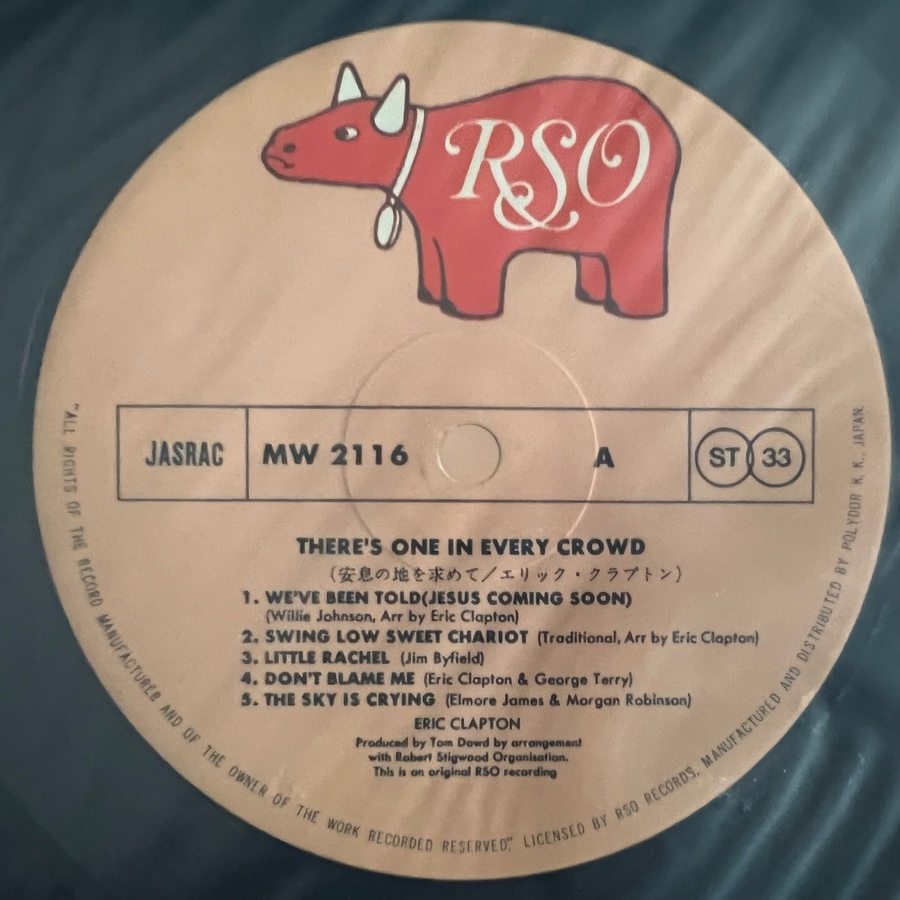 RSO
JASRAC
MW 2116
A
ST 33
THERE'S ONE IN EVERY CROWD
(安息の地を求めて/エリック・クラプトン)
1. WE'VE BEEN TOLD(JESUS COMING SOON)
(Willie Johnson, Arr by Eric Clapton)
2. SWING LOW SWEET CHARIOT (Traditional, Arr by Eric Clapton)
3. LITTLE RACHEL (Jim Byfield)
4. DON'T BLAME ME (Eric Clapton & George Terry)
5. THE SKY IS CRYING (Elmore James & Morgan Robinson)
ERIC CLAPTON
Produced by Tom Dowd by arrangement
with Robert Stigwood Organisation.
This is an original RSO recording
"ALL RIGHTS OF THE RECORD MANUFACTURER AND OF THE OWNER OF THE WORK RECORDED RESERVED." LICENSED BY RSO RECORDS, MANUFACTURED AND DISTRIBUTED BY POLYDOR K.K., JAPAN.